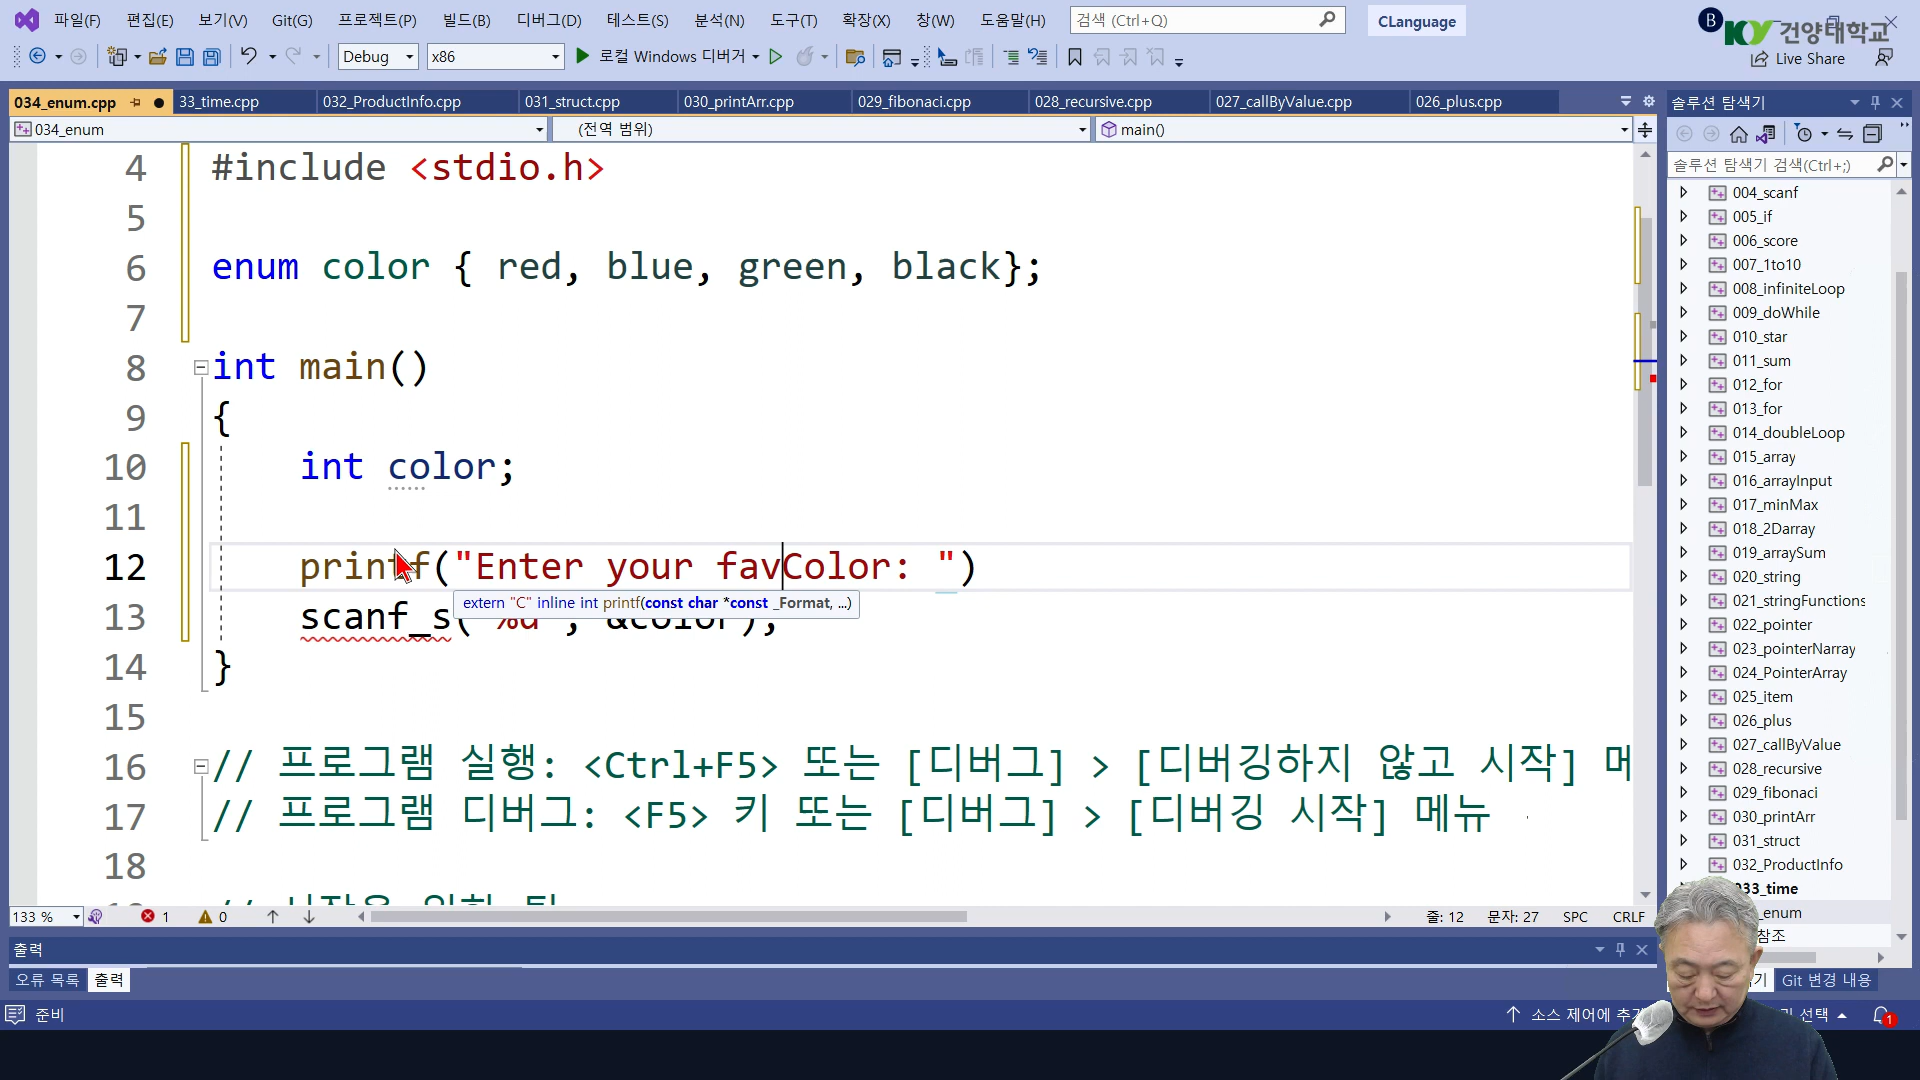 파일(F) 편집(E) 보기(V) Git(G) 프로젝트(P) 빌드(B) 디버그(D) 테스트(S) 분석(N) 도구(T) 확장(X) 창(W) 도움말(H) 검색 (Ctrl+Q) CLanguage B KY 건양대학교
Debug x86 로컬 Windows 디버거 Live Share
034_enum.cpp 33_time.cpp 032_ProductInfo.cpp 031_struct.cpp 030_printArr.cpp 029_fibonaci.cpp 028_recursive.cpp 027_callByValue.cpp 026_plus.cpp 솔루션 탐색기
034_enum (전역 범위) main()
솔루션 탐색기 검색(Ctrl+;)
4 #include <stdio.h>
5
6 enum color { red, blue, green, black};
7
8 int main()
9 {
10 int color;
11
12 printf("Enter your favColor: ")
extern "C" inline int printf(const char *const _Format, ...)
13 scanf_s("%d", &color);
14 }
15
16 // 프로그램 실행: <Ctrl+F5> 또는 [디버그] > [디버깅하지 않고 시작] 메
17 // 프로그램 디버그: <F5> 키 또는 [디버그] > [디버깅 시작] 메뉴
18
004_scanf
005_if
006_score
007_1to10
008_infiniteLoop
009_doWhile
010_star
011_sum
012_for
013_for
014_doubleLoop
015_array
016_arrayInput
017_minMax
018_2Darray
019_arraySum
020_string
021_stringFunctions
022_pointer
023_pointerNarray
024_PointerArray
025_item
026_plus
027_callByValue
028_recursive
029_fibonaci
030_printArr
031_struct
032_ProductInfo
033_time
_enum
참조
133 % 1 0 줄: 12 문자: 27 SPC CRLF
출력
오류 목록 출력 기 Git 변경 내용
준비 소스 제어에 추가 선택 1